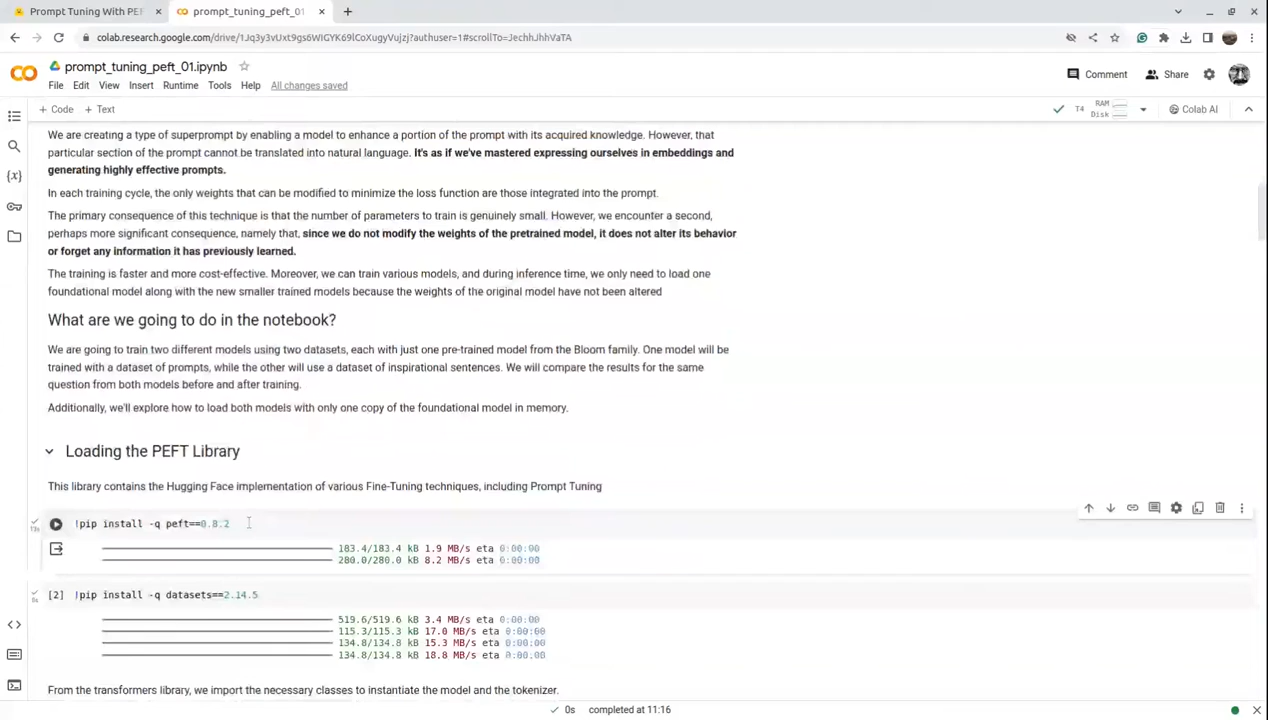 Prompt Tuning With PEF
prompt_tuning_peft_01
colab.research.google.com/drive/1Jq3y3vUxt9gs6WIGYK69lCoXugyVujzj?authuser=1#scrollTo=JechhJhhVaTA
prompt_tuning_peft_01.ipynb
File Edit View Insert Runtime Tools Help All changes saved
Comment Share
+ Code + Text
T4 RAM Disk Colab AI
We are creating a type of superprompt by enabling a model to enhance a portion of the prompt with its acquired knowledge. However, that
particular section of the prompt cannot be translated into natural language. It's as if we've mastered expressing ourselves in embeddings and
generating highly effective prompts.
In each training cycle, the only weights that can be modified to minimize the loss function are those integrated into the prompt.
The primary consequence of this technique is that the number of parameters to train is genuinely small. However, we encounter a second,
perhaps more significant consequence, namely that, since we do not modify the weights of the pretrained model, it does not alter its behavior
or forget any information it has previously learned.
The training is faster and more cost-effective. Moreover, we can train various models, and during inference time, we only need to load one
foundational model along with the new smaller trained models because the weights of the original model have not been altered
What are we going to do in the notebook?
We are going to train two different models using two datasets, each with just one pre-trained model from the Bloom family. One model will be
trained with a dataset of prompts, while the other will use a dataset of inspirational sentences. We will compare the results for the same
question from both models before and after training.
Additionally, we'll explore how to load both models with only one copy of the foundational model in memory.
Loading the PEFT Library
This library contains the Hugging Face implementation of various Fine-Tuning techniques, including Prompt Tuning
13s
!pip install -q peft==0.8.2
183.4/183.4 kB 1.9 MB/s eta 0:00:00
280.0/280.0 kB 8.2 MB/s eta 0:00:00
[2] !pip install -q datasets==2.14.5
519.6/519.6 kB 3.4 MB/s eta 0:00:00
115.3/115.3 kB 17.0 MB/s eta 0:00:00
134.8/134.8 kB 15.3 MB/s eta 0:00:00
134.8/134.8 kB 18.8 MB/s eta 0:00:00
From the transformers library, we import the necessary classes to instantiate the model and the tokenizer.
0s completed at 11:16